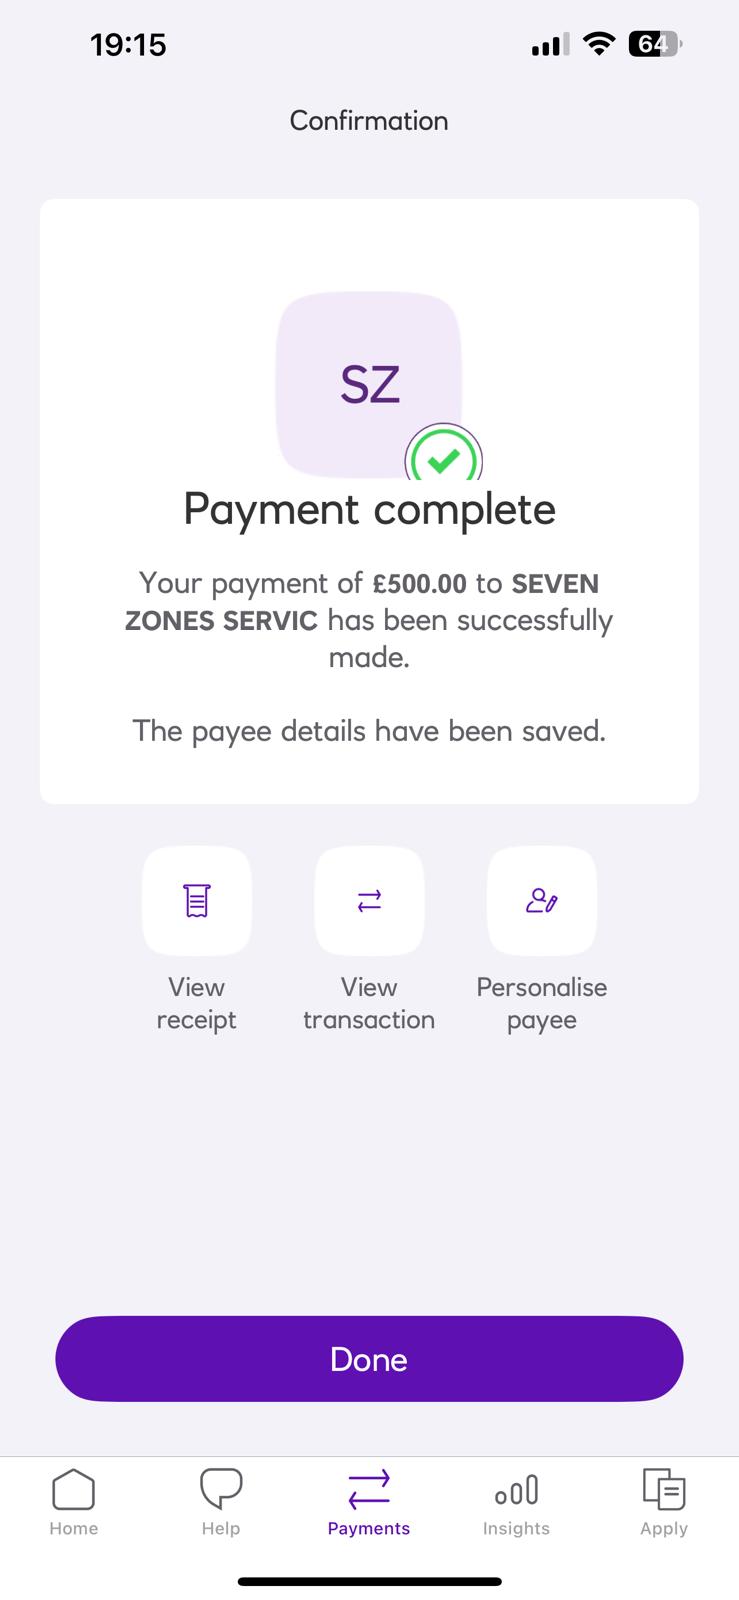 19:15
64
Confirmation
SZ
Payment complete
Your payment of £500.00 to SEVEN
ZONES SERVIC has been successfully
made.
The payee details have been saved.
View
receipt
View
transaction
Personalise
payee
Done
Home
Help
Payments
Insights
Apply